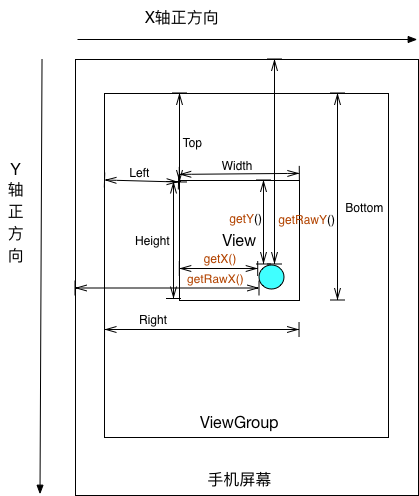 X轴正方向
Y
轴
正
方
向
Top
Left
Width
getY()
getRawY()
Bottom
Height
View
getX()
getRawX()
Right
ViewGroup
手机屏幕